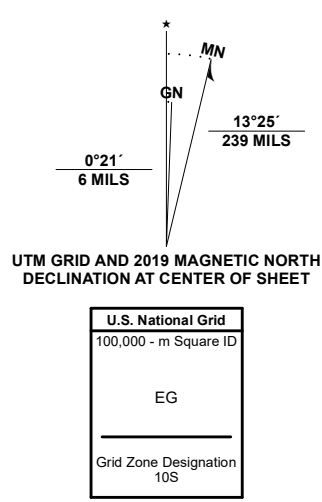 ★
MN
GN
13°25´
239 MILS
0°21´
6 MILS
UTM GRID AND 2019 MAGNETIC NORTH
DECLINATION AT CENTER OF SHEET
U.S. National Grid
100,000 - m Square ID
EG
Grid Zone Designation
10S